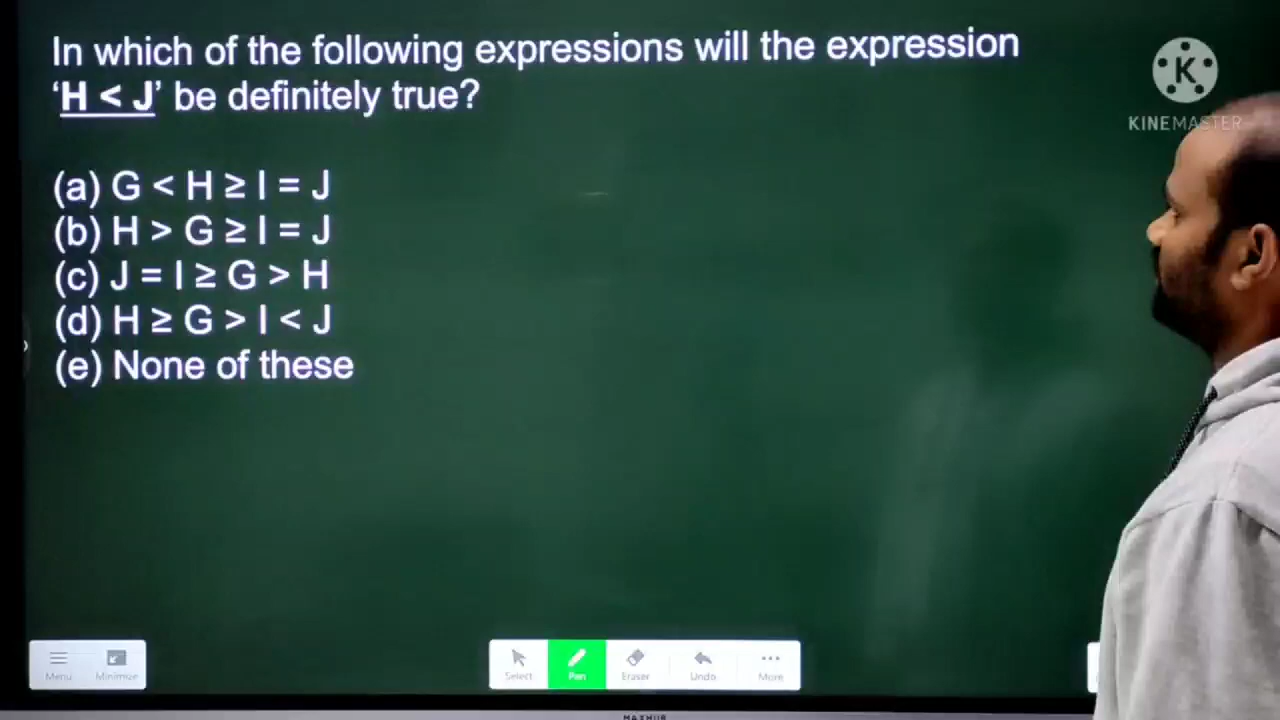 In which of the following expressions will the expression
‘H < J’ be definitely true?
(a) G < H ≥ I = J
(b) H > G ≥ I = J
(c) J = I ≥ G > H
(d) H ≥ G > I < J
(e) None of these
K
KINEMASTER
Menu
Minimize
Select
Pen
Eraser
Undo
More
MAXHUB